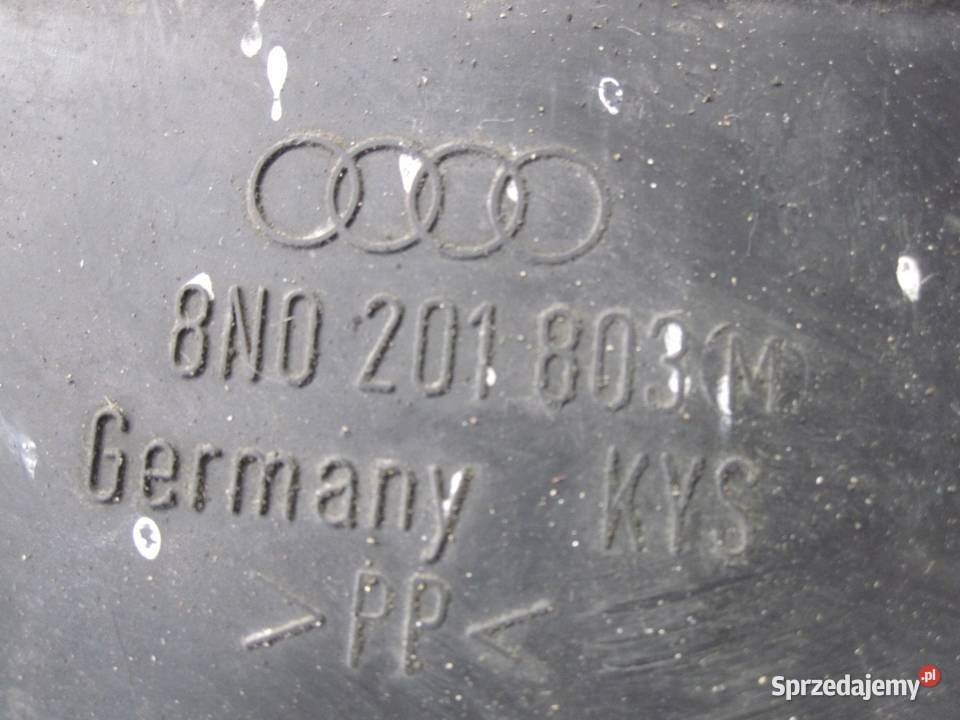 8N0 201 803 (M)
Germany KYS
>PP<
Sprzedajemy.pl